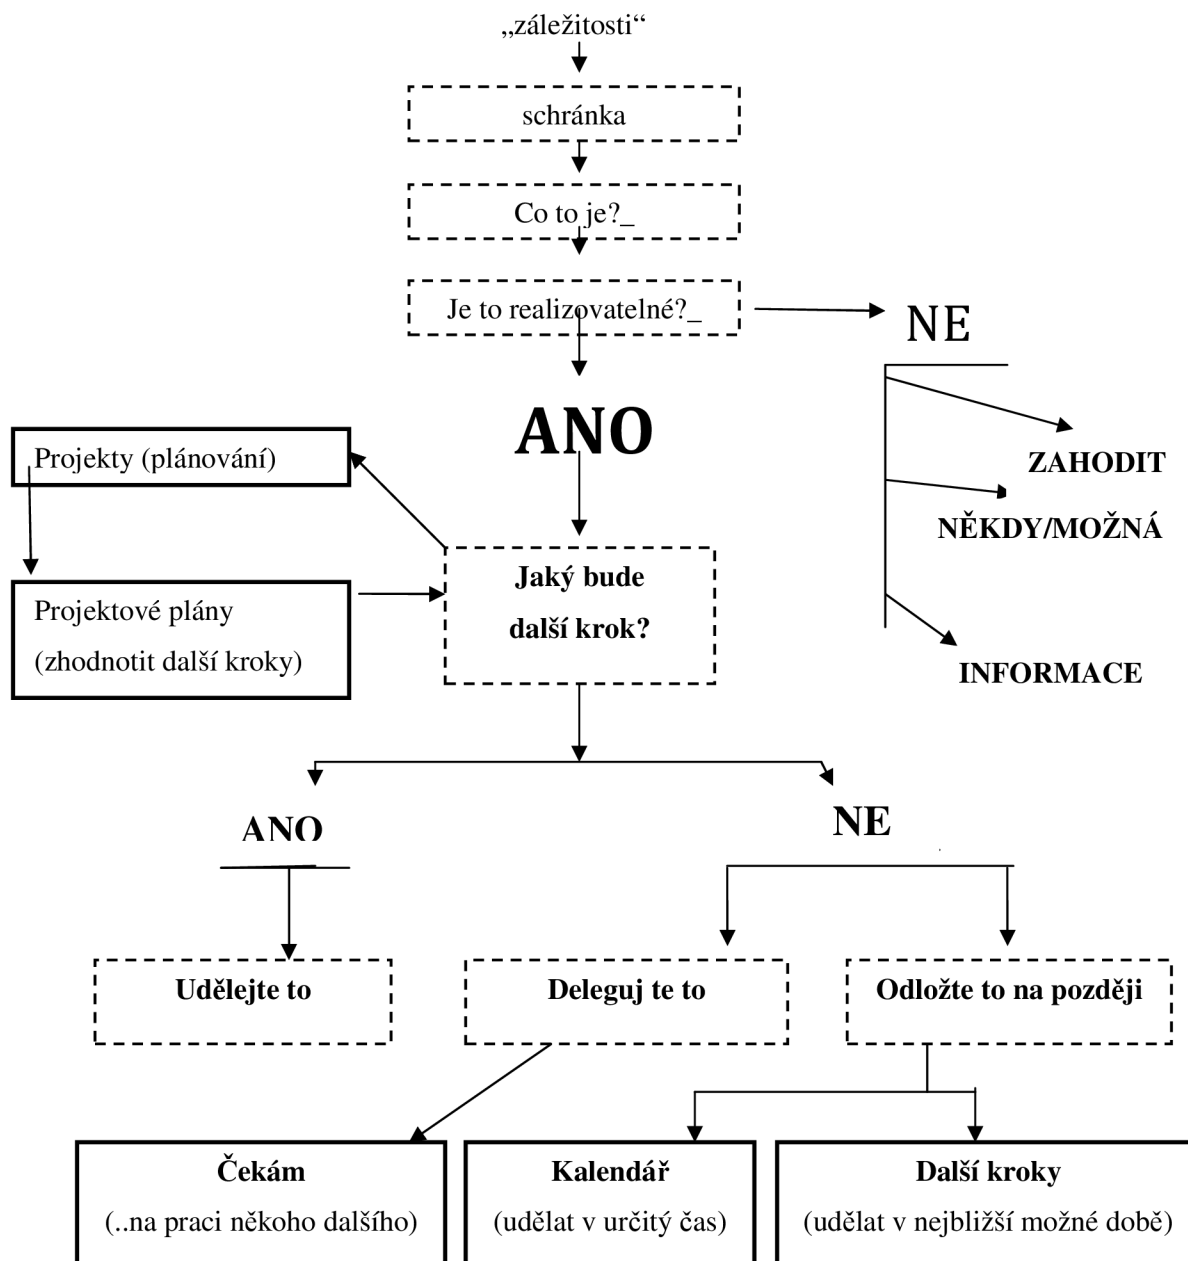 „záležitosti“
schránka
Co to je?_
Je to realizovatelné?_
NE
ANO
ZAHODIT
NĚKDY/MOŽNÁ
INFORMACE
Projekty (plánování)
Projektové plány
(zhodnotit další kroky)
Jaký bude
další krok?
ANO
NE
Udělejte to
Deleguj te to
Odložte to na později
Čekám
(..na praci někoho dalšího)
Kalendář
(udělat v určitý čas)
Další kroky
(udělat v nejbližší možné době)